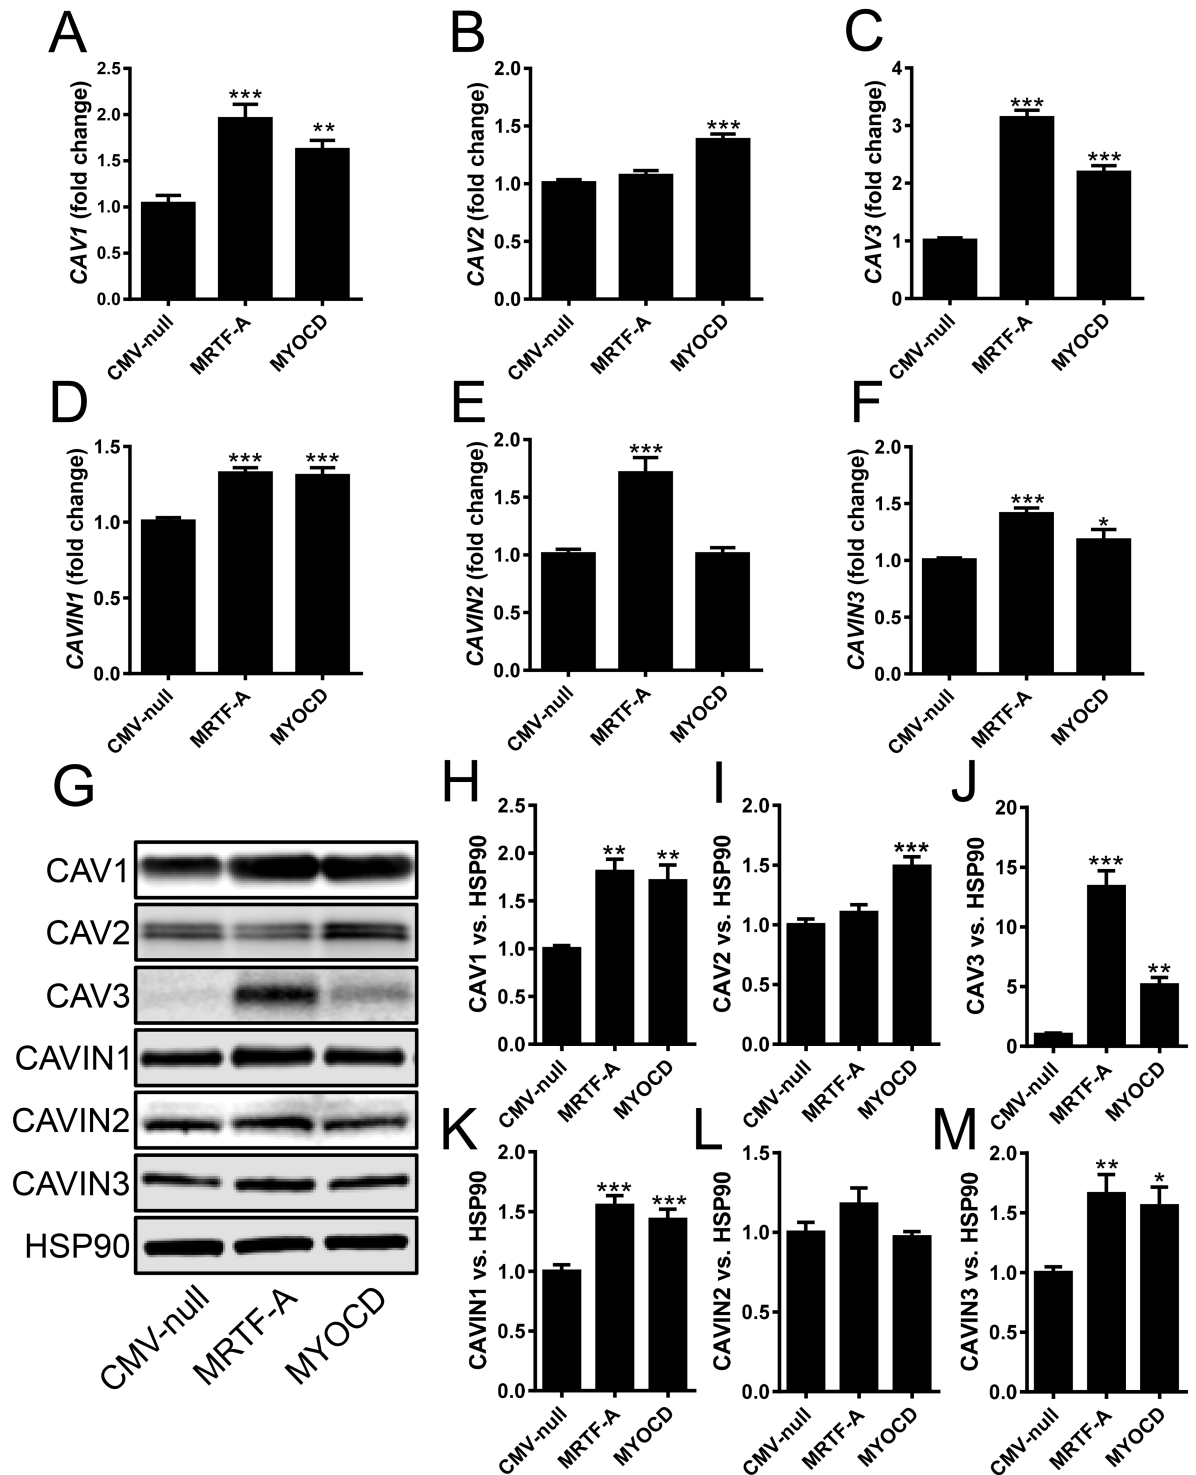 A
CAV1 (fold change)
2.5
2.0
1.5
1.0
0.5
0.0
***
**
CMV-null
MRTF-A
MYOCD
B
CAV2 (fold change)
2.0
1.5
1.0
0.5
0.0
***
CMV-null
MRTF-A
MYOCD
C
CAV3 (fold change)
4
3
2
1
0
***
***
CMV-null
MRTF-A
MYOCD
D
CAVIN1 (fold change)
1.5
1.0
0.5
0.0
***
***
CMV-null
MRTF-A
MYOCD
E
CAVIN2 (fold change)
2.0
1.5
1.0
0.5
0.0
***
CMV-null
MRTF-A
MYOCD
F
CAVIN3 (fold change)
2.0
1.5
1.0
0.5
0.0
***
*
CMV-null
MRTF-A
MYOCD
G
CAV1
CAV2
CAV3
CAVIN1
CAVIN2
CAVIN3
HSP90
CMV-null
MRTF-A
MYOCD
H
CAV1 vs. HSP90
2.5
2.0
1.5
1.0
0.5
0.0
**
**
CMV-null
MRTF-A
MYOCD
I
CAV2 vs. HSP90
2.0
1.5
1.0
0.5
0.0
***
CMV-null
MRTF-A
MYOCD
J
CAV3 vs. HSP90
20
15
10
5
0
***
**
CMV-null
MRTF-A
MYOCD
K
CAVIN1 vs. HSP90
2.0
1.5
1.0
0.5
0.0
***
***
CMV-null
MRTF-A
MYOCD
L
CAVIN2 vs. HSP90
1.5
1.0
0.5
0.0
CMV-null
MRTF-A
MYOCD
M
CAVIN3 vs. HSP90
2.0
1.5
1.0
0.5
0.0
**
*
CMV-null
MRTF-A
MYOCD